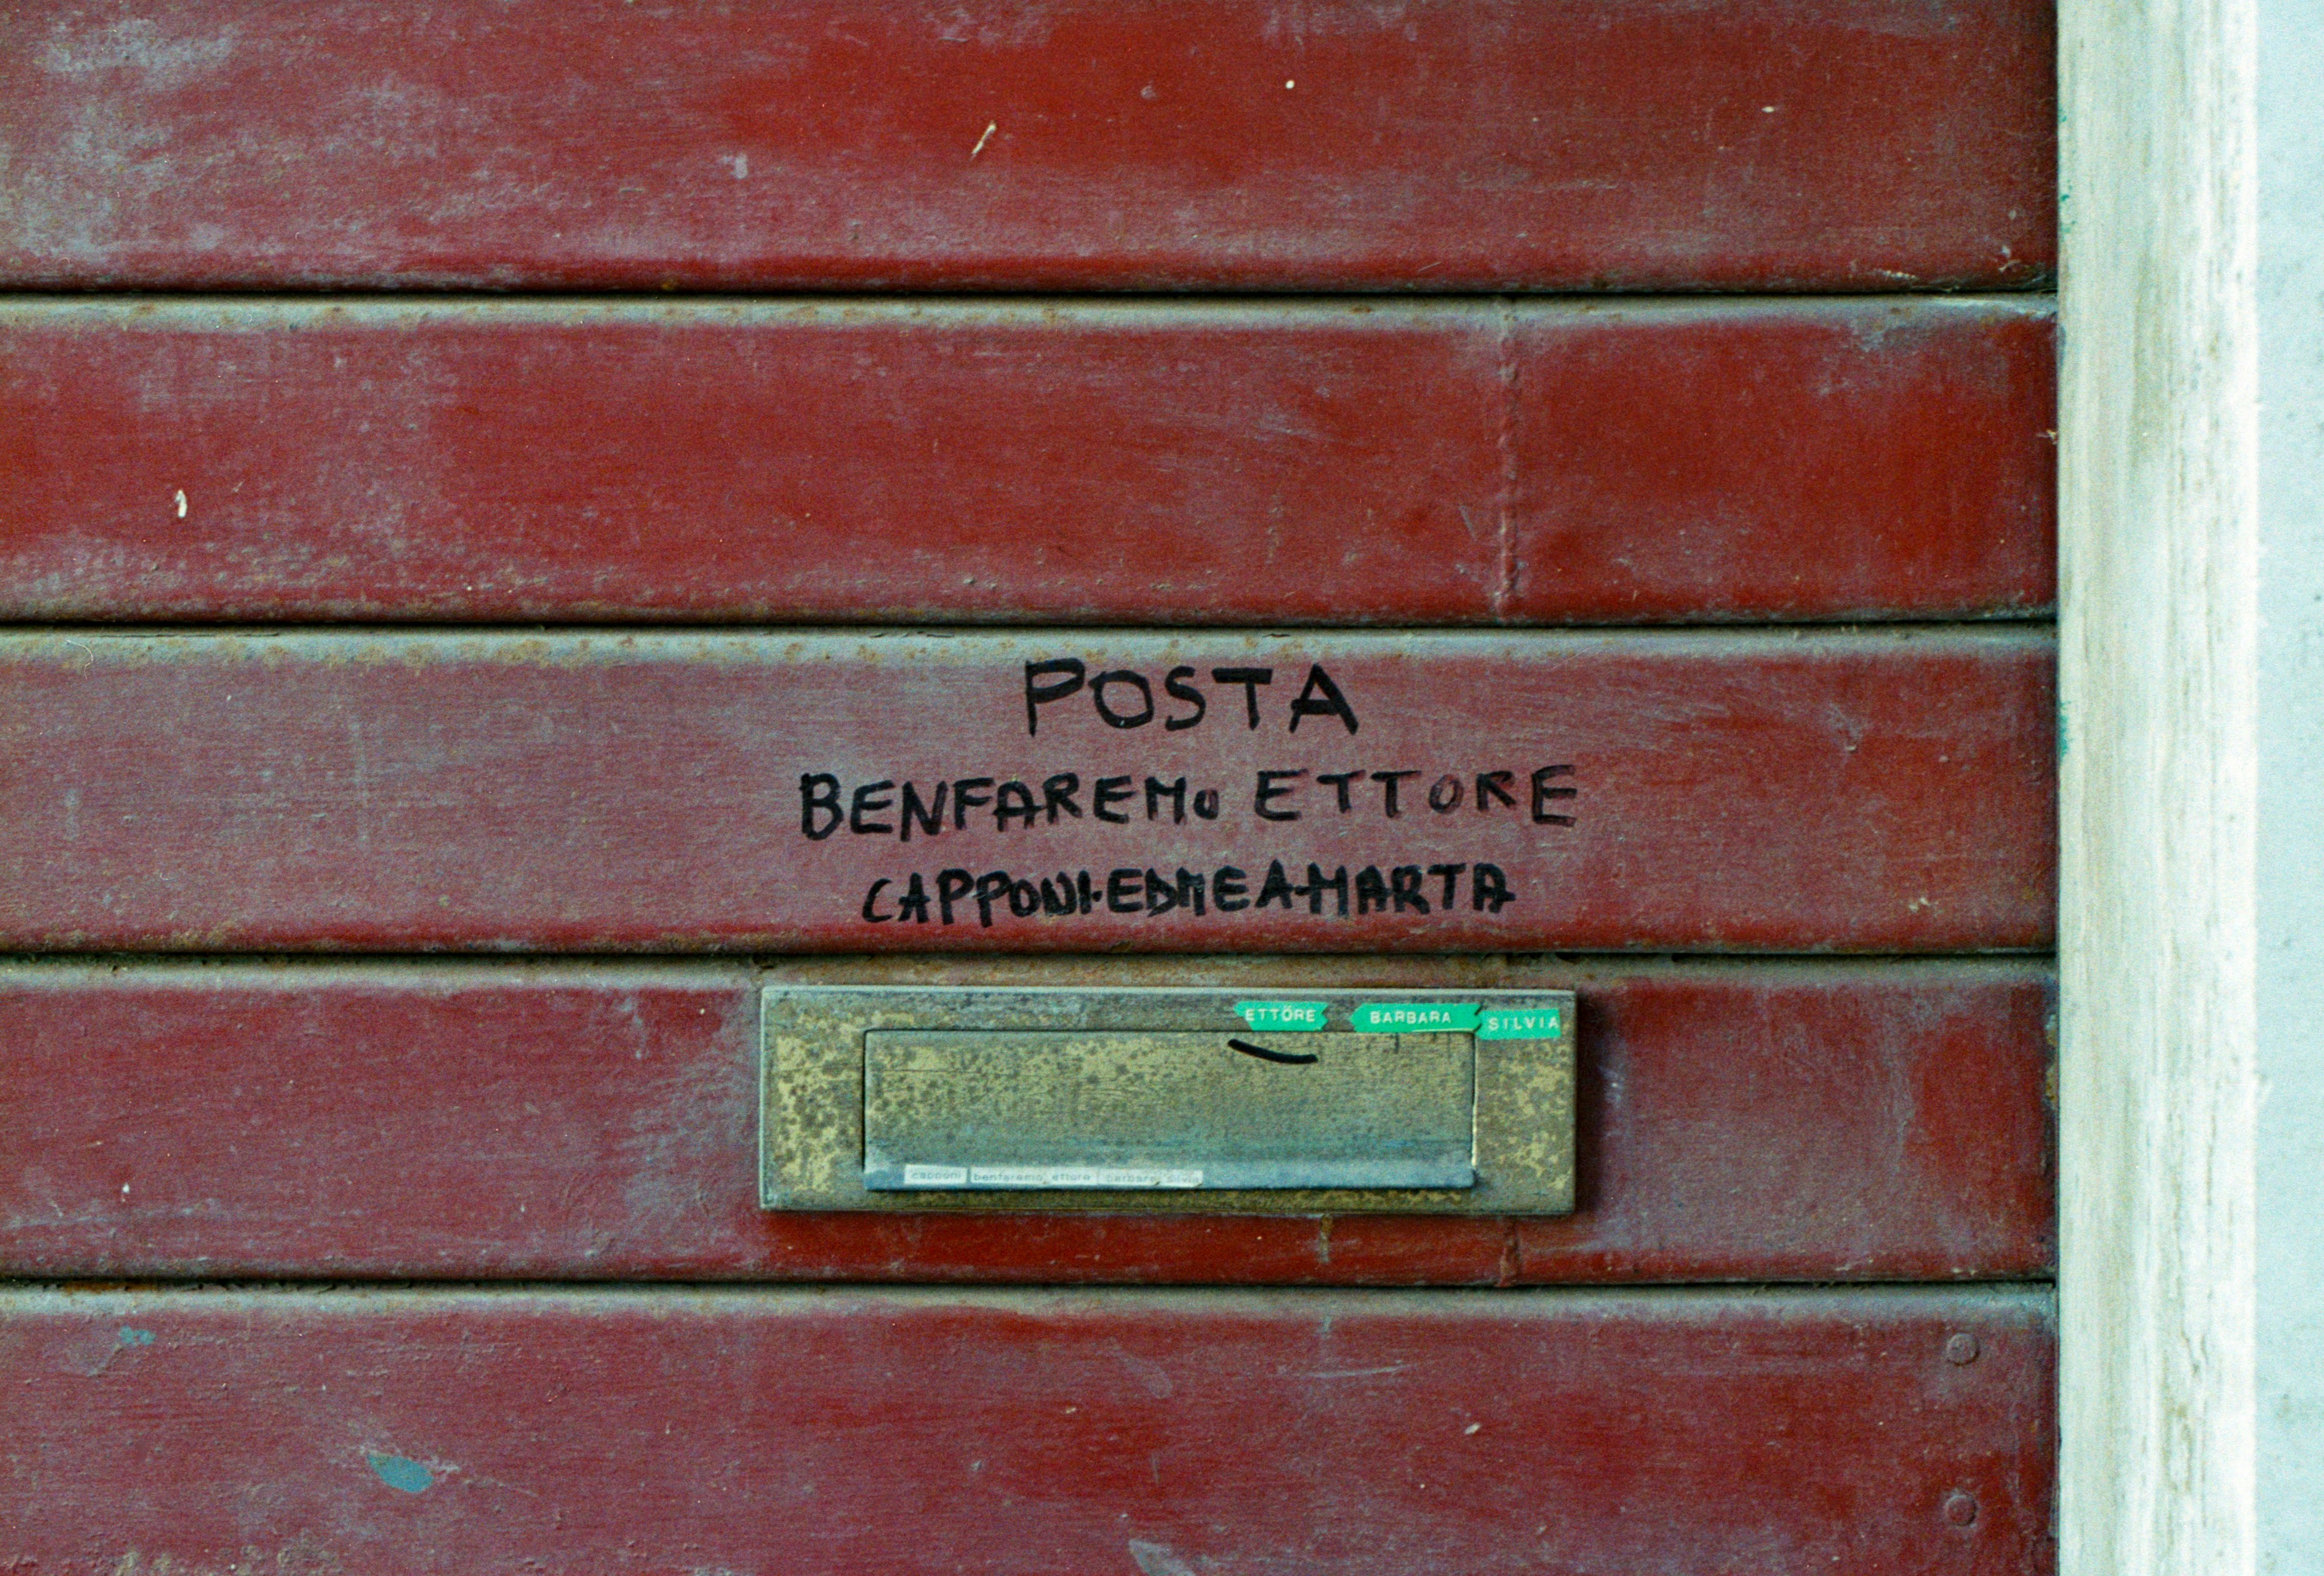 POSTA
BENFAREMO ETTORE
CAPPONI·EDMEA·MARTA
ETTORE BARBARA SILVIA
capponi benfaremo ettore barbara silvia